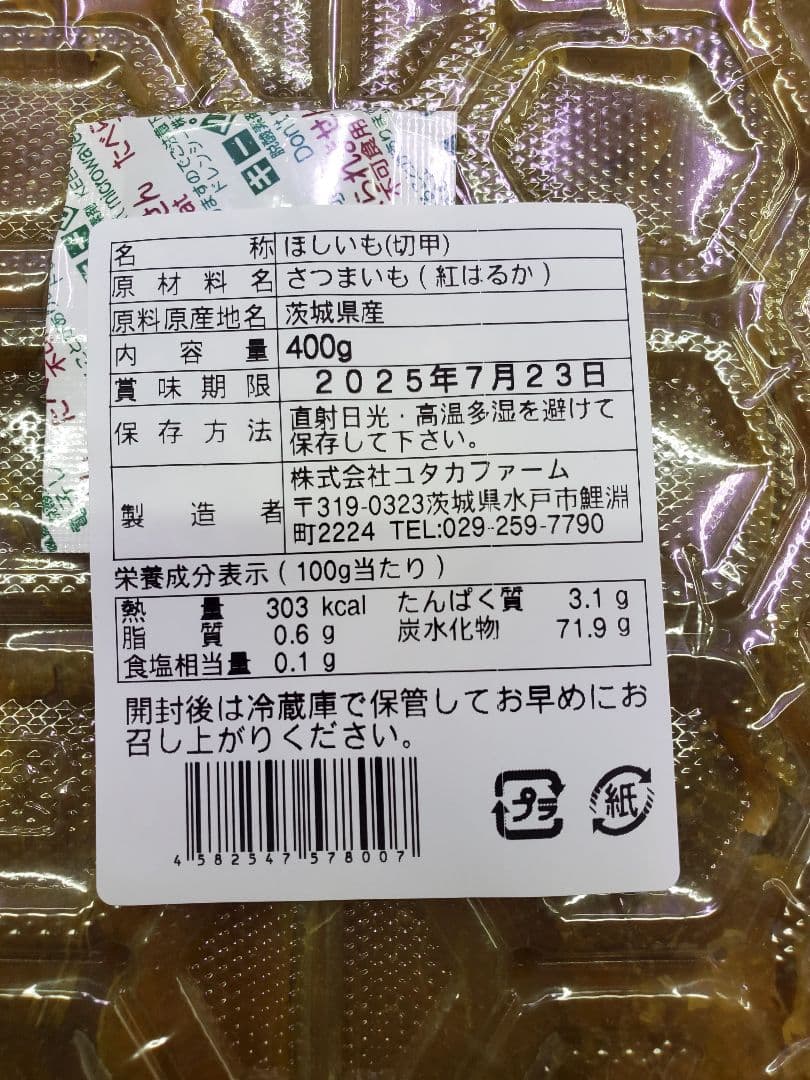 名称 ほしいも(切甲)
原材料名 さつまいも(紅はるか)
原料原産地名 茨城県産
内容量 400g
賞味期限 2025年7月23日
保存方法 直射日光・高温多湿を避けて
保存して下さい。
製造者 株式会社ユタカファーム
〒319-0323茨城県水戸市鯉淵
町2224 TEL:029-259-7790
栄養成分表示(100g当たり)
熱量 303 kcal たんぱく質 3.1 g
脂質 0.6 g 炭水化物 71.9 g
食塩相当量 0.1 g
開封後は冷蔵庫で保管してお早めにお
召し上がりください。
4582547578007
プラ
紙